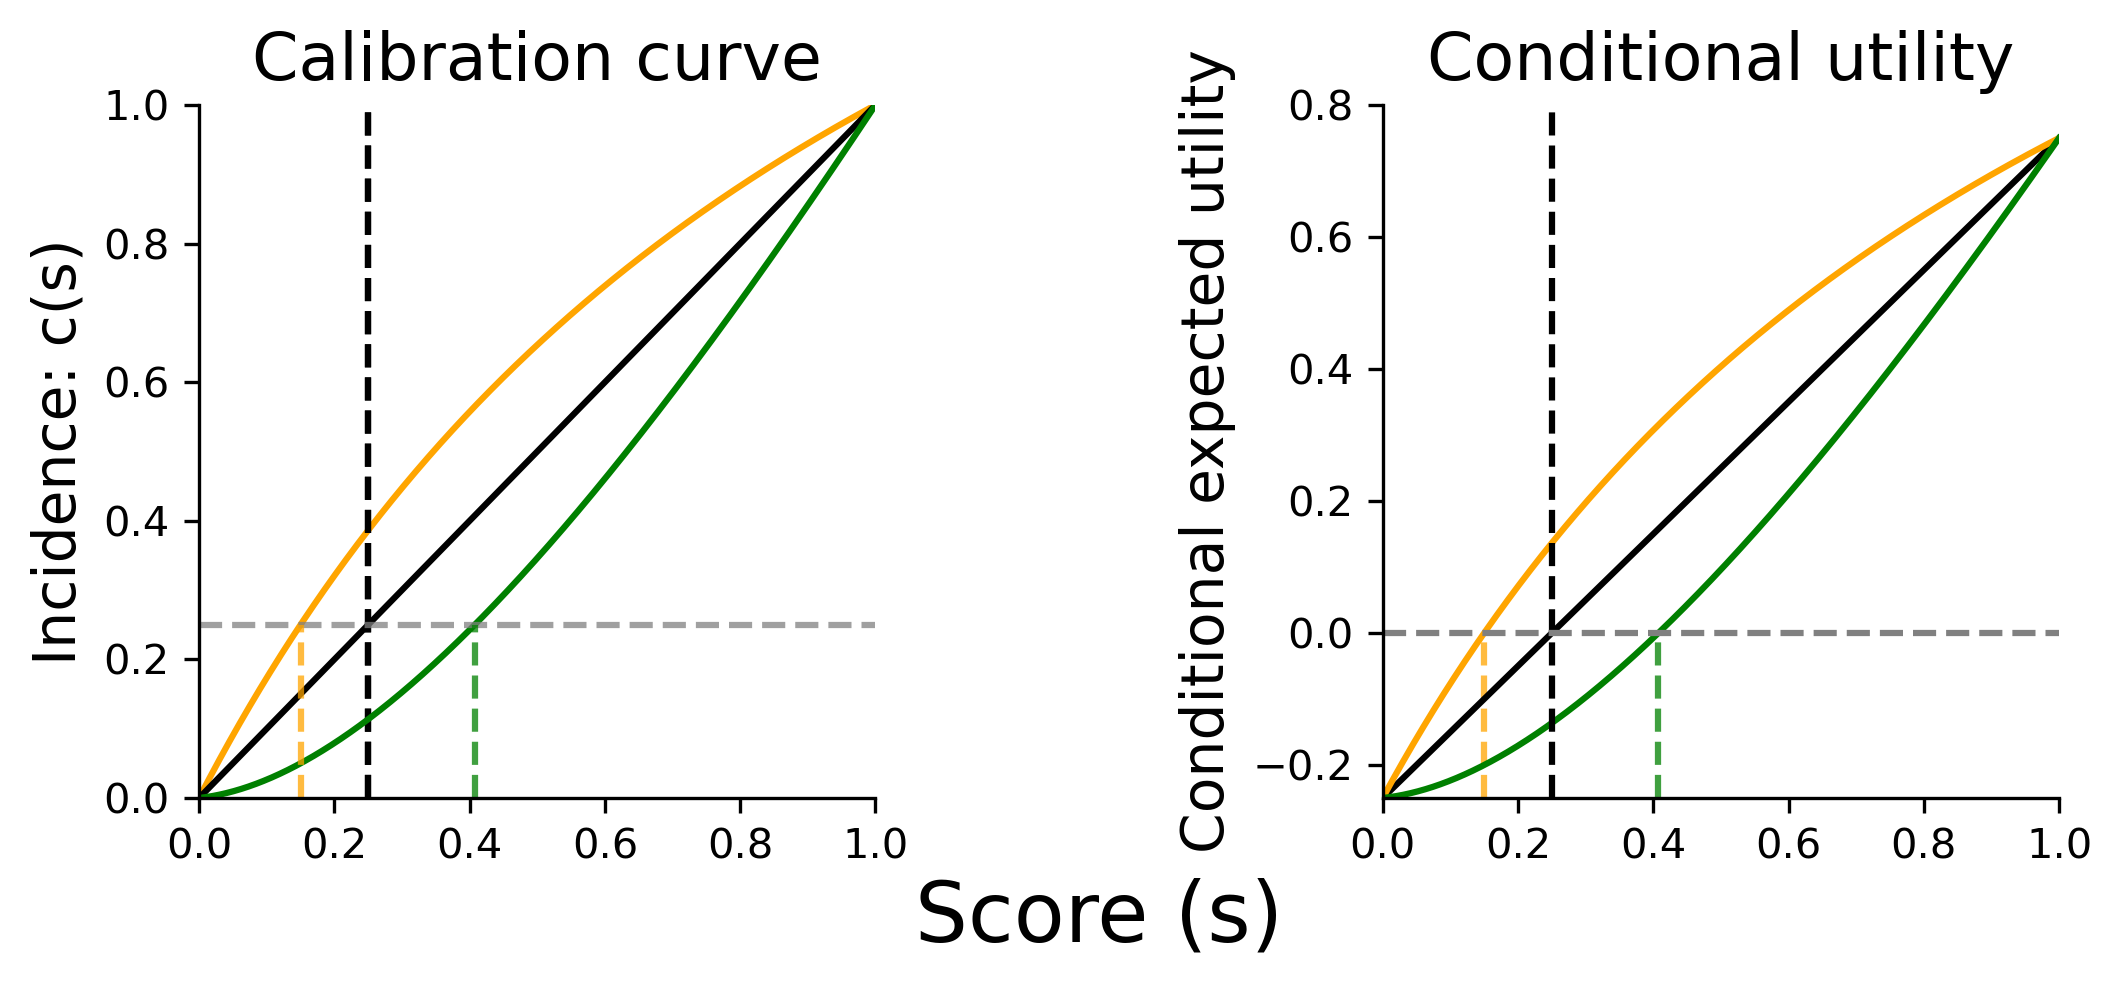 Calibration curve
Incidence: c(s)
1.0
0.8
0.6
0.4
0.2
0.0
0.0 0.2 0.4 0.6 0.8 1.0
Conditional utility
Conditional expected utility
0.8
0.6
0.4
0.2
0.0
−0.2
0.0 0.2 0.4 0.6 0.8 1.0
Score (s)